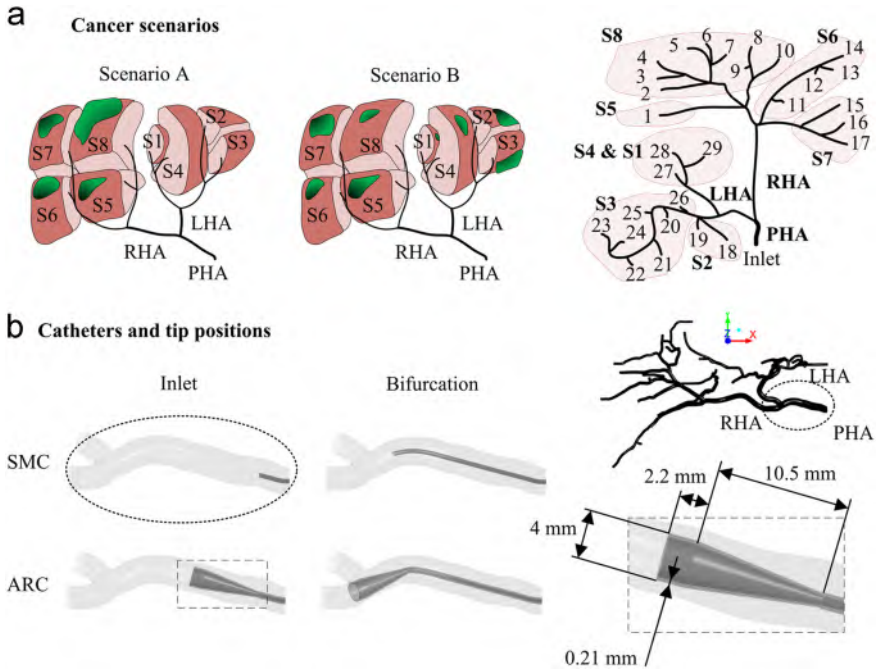 a
Cancer scenarios
Scenario A
S7
S8
S6
S5
S1
S4
S2
S3
LHA
RHA
PHA
Scenario B
S7
S8
S6
S5
S1
S4
S2
S3
LHA
RHA
PHA
S8
6
8
S6
5
7
10
14
4
9
13
3
12
2
11
S5
15
1
16
S7
17
S4 & S1
28
29
27
RHA
LHA
S3
26
25
20
PHA
23
24
19
18
Inlet
22
21
S2
b
Catheters and tip positions
Inlet
Bifurcation
SMC
ARC
Y
Z
X
LHA
RHA
PHA
2.2 mm
10.5 mm
4 mm
0.21 mm